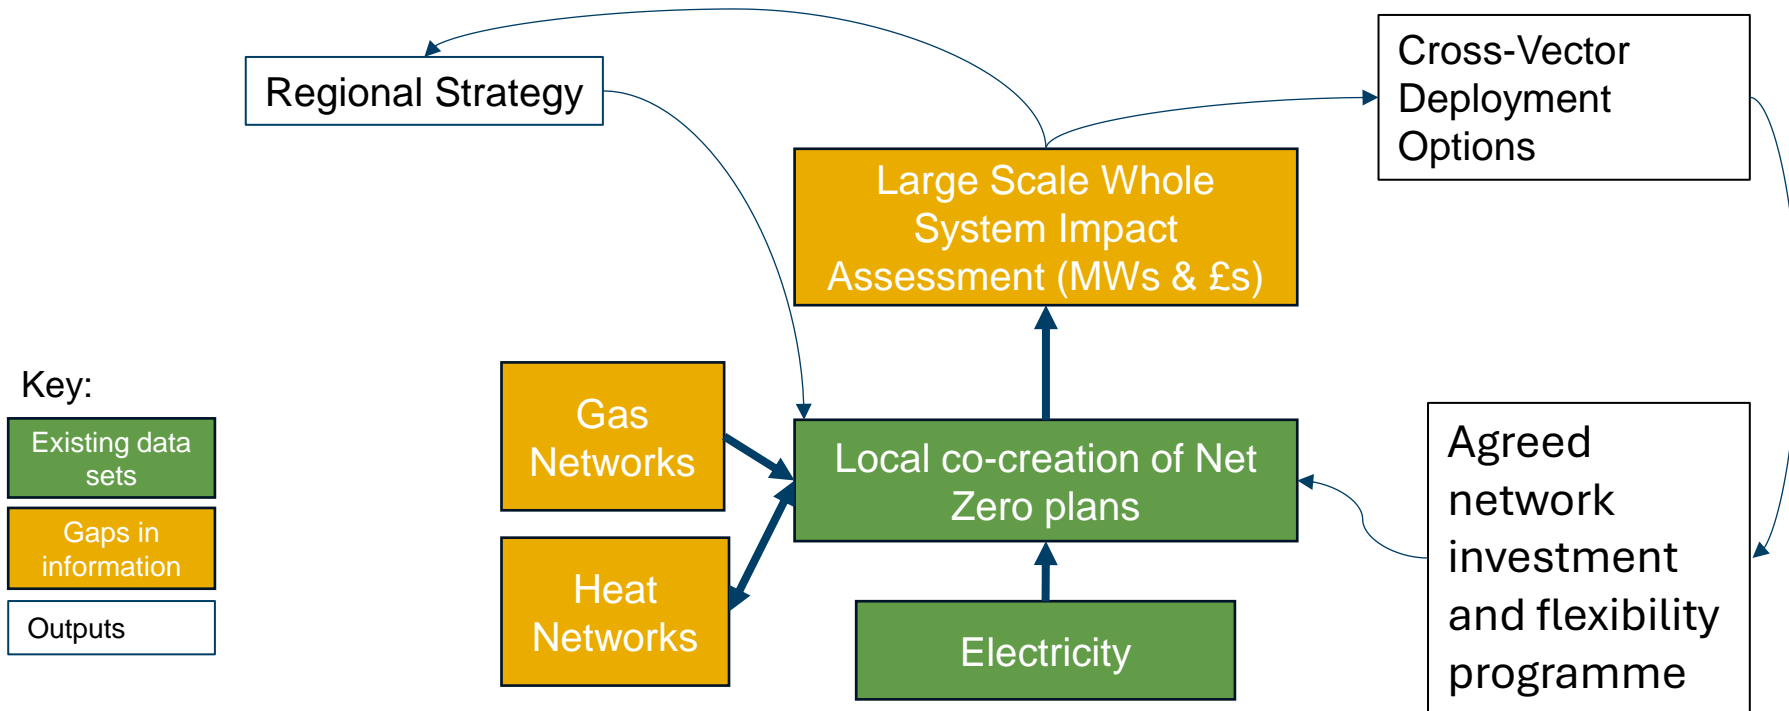 Regional Strategy
Cross-Vector
Deployment
Options
Large Scale Whole
System Impact
Assessment (MWs & £s)
Key:
Existing data
sets
Gaps in
information
Outputs
Gas
Networks
Heat
Networks
Local co-creation of Net
Zero plans
Electricity
Agreed
network
investment
and flexibility
programme